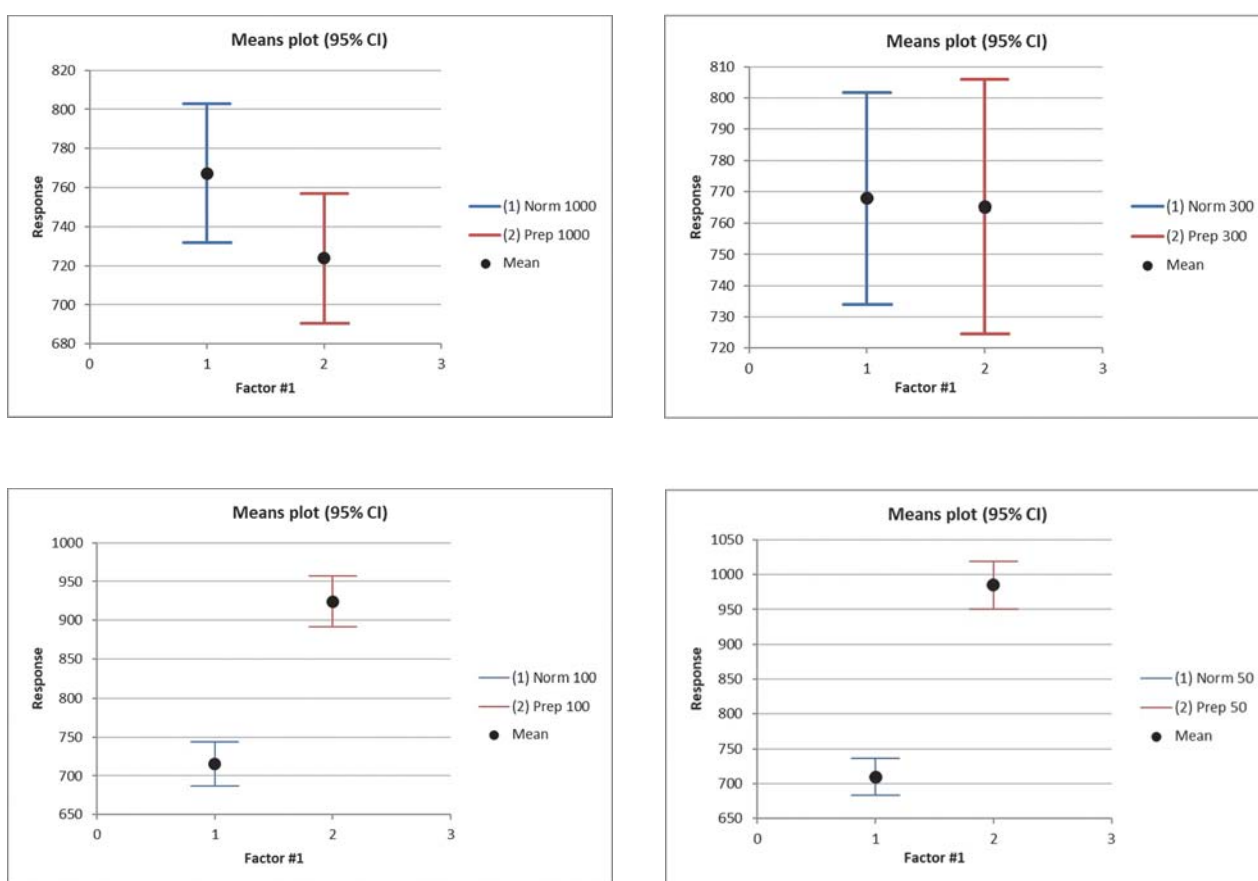 Means plot (95% CI)
820
800
780
760
740
720
700
680
Response
0
1
2
3
Factor #1
(1) Norm 1000
(2) Prep 1000
Mean
Means plot (95% CI)
810
800
790
780
770
760
750
740
730
720
Response
0
1
2
3
Factor #1
(1) Norm 300
(2) Prep 300
Mean
Means plot (95% CI)
1000
950
900
850
800
750
700
650
Response
0
1
2
3
Factor #1
(1) Norm 100
(2) Prep 100
Mean
Means plot (95% CI)
1050
1000
950
900
850
800
750
700
650
Response
0
1
2
3
Factor #1
(1) Norm 50
(2) Prep 50
Mean